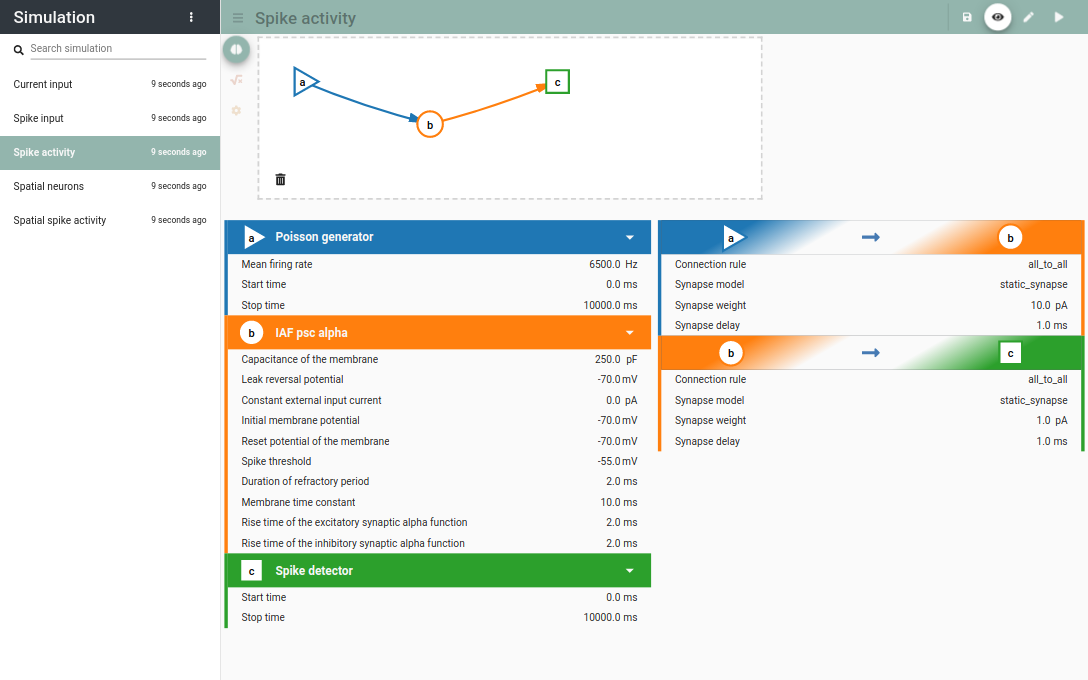 Simulation
Search simulation
Current input 9 seconds ago
Spike input 9 seconds ago
Spike activity 9 seconds ago
Spatial neurons 9 seconds ago
Spatial spike activity 9 seconds ago
Spike activity
a
b
c
a Poisson generator
Mean firing rate 6500.0 Hz
Start time 0.0 ms
Stop time 10000.0 ms
b IAF psc alpha
Capacitance of the membrane 250.0 pF
Leak reversal potential -70.0 mV
Constant external input current 0.0 pA
Initial membrane potential -70.0 mV
Reset potential of the membrane -70.0 mV
Spike threshold -55.0 mV
Duration of refractory period 2.0 ms
Membrane time constant 10.0 ms
Rise time of the excitatory synaptic alpha function 2.0 ms
Rise time of the inhibitory synaptic alpha function 2.0 ms
c Spike detector
Start time 0.0 ms
Stop time 10000.0 ms
a b
Connection rule all_to_all
Synapse model static_synapse
Synapse weight 10.0 pA
Synapse delay 1.0 ms
b c
Connection rule all_to_all
Synapse model static_synapse
Synapse weight 1.0 pA
Synapse delay 1.0 ms